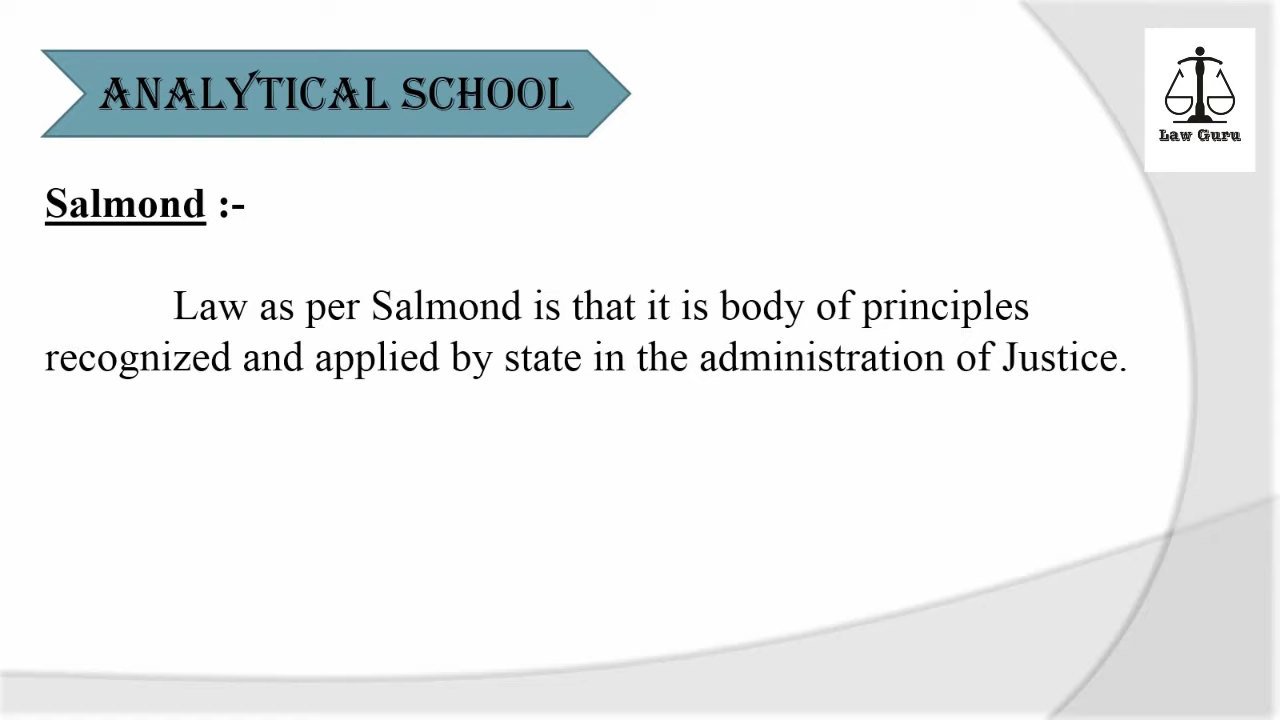 ANALYTICAL SCHOOL
Law Guru
Salmond :-
Law as per Salmond is that it is body of principles
recognized and applied by state in the administration of Justice.